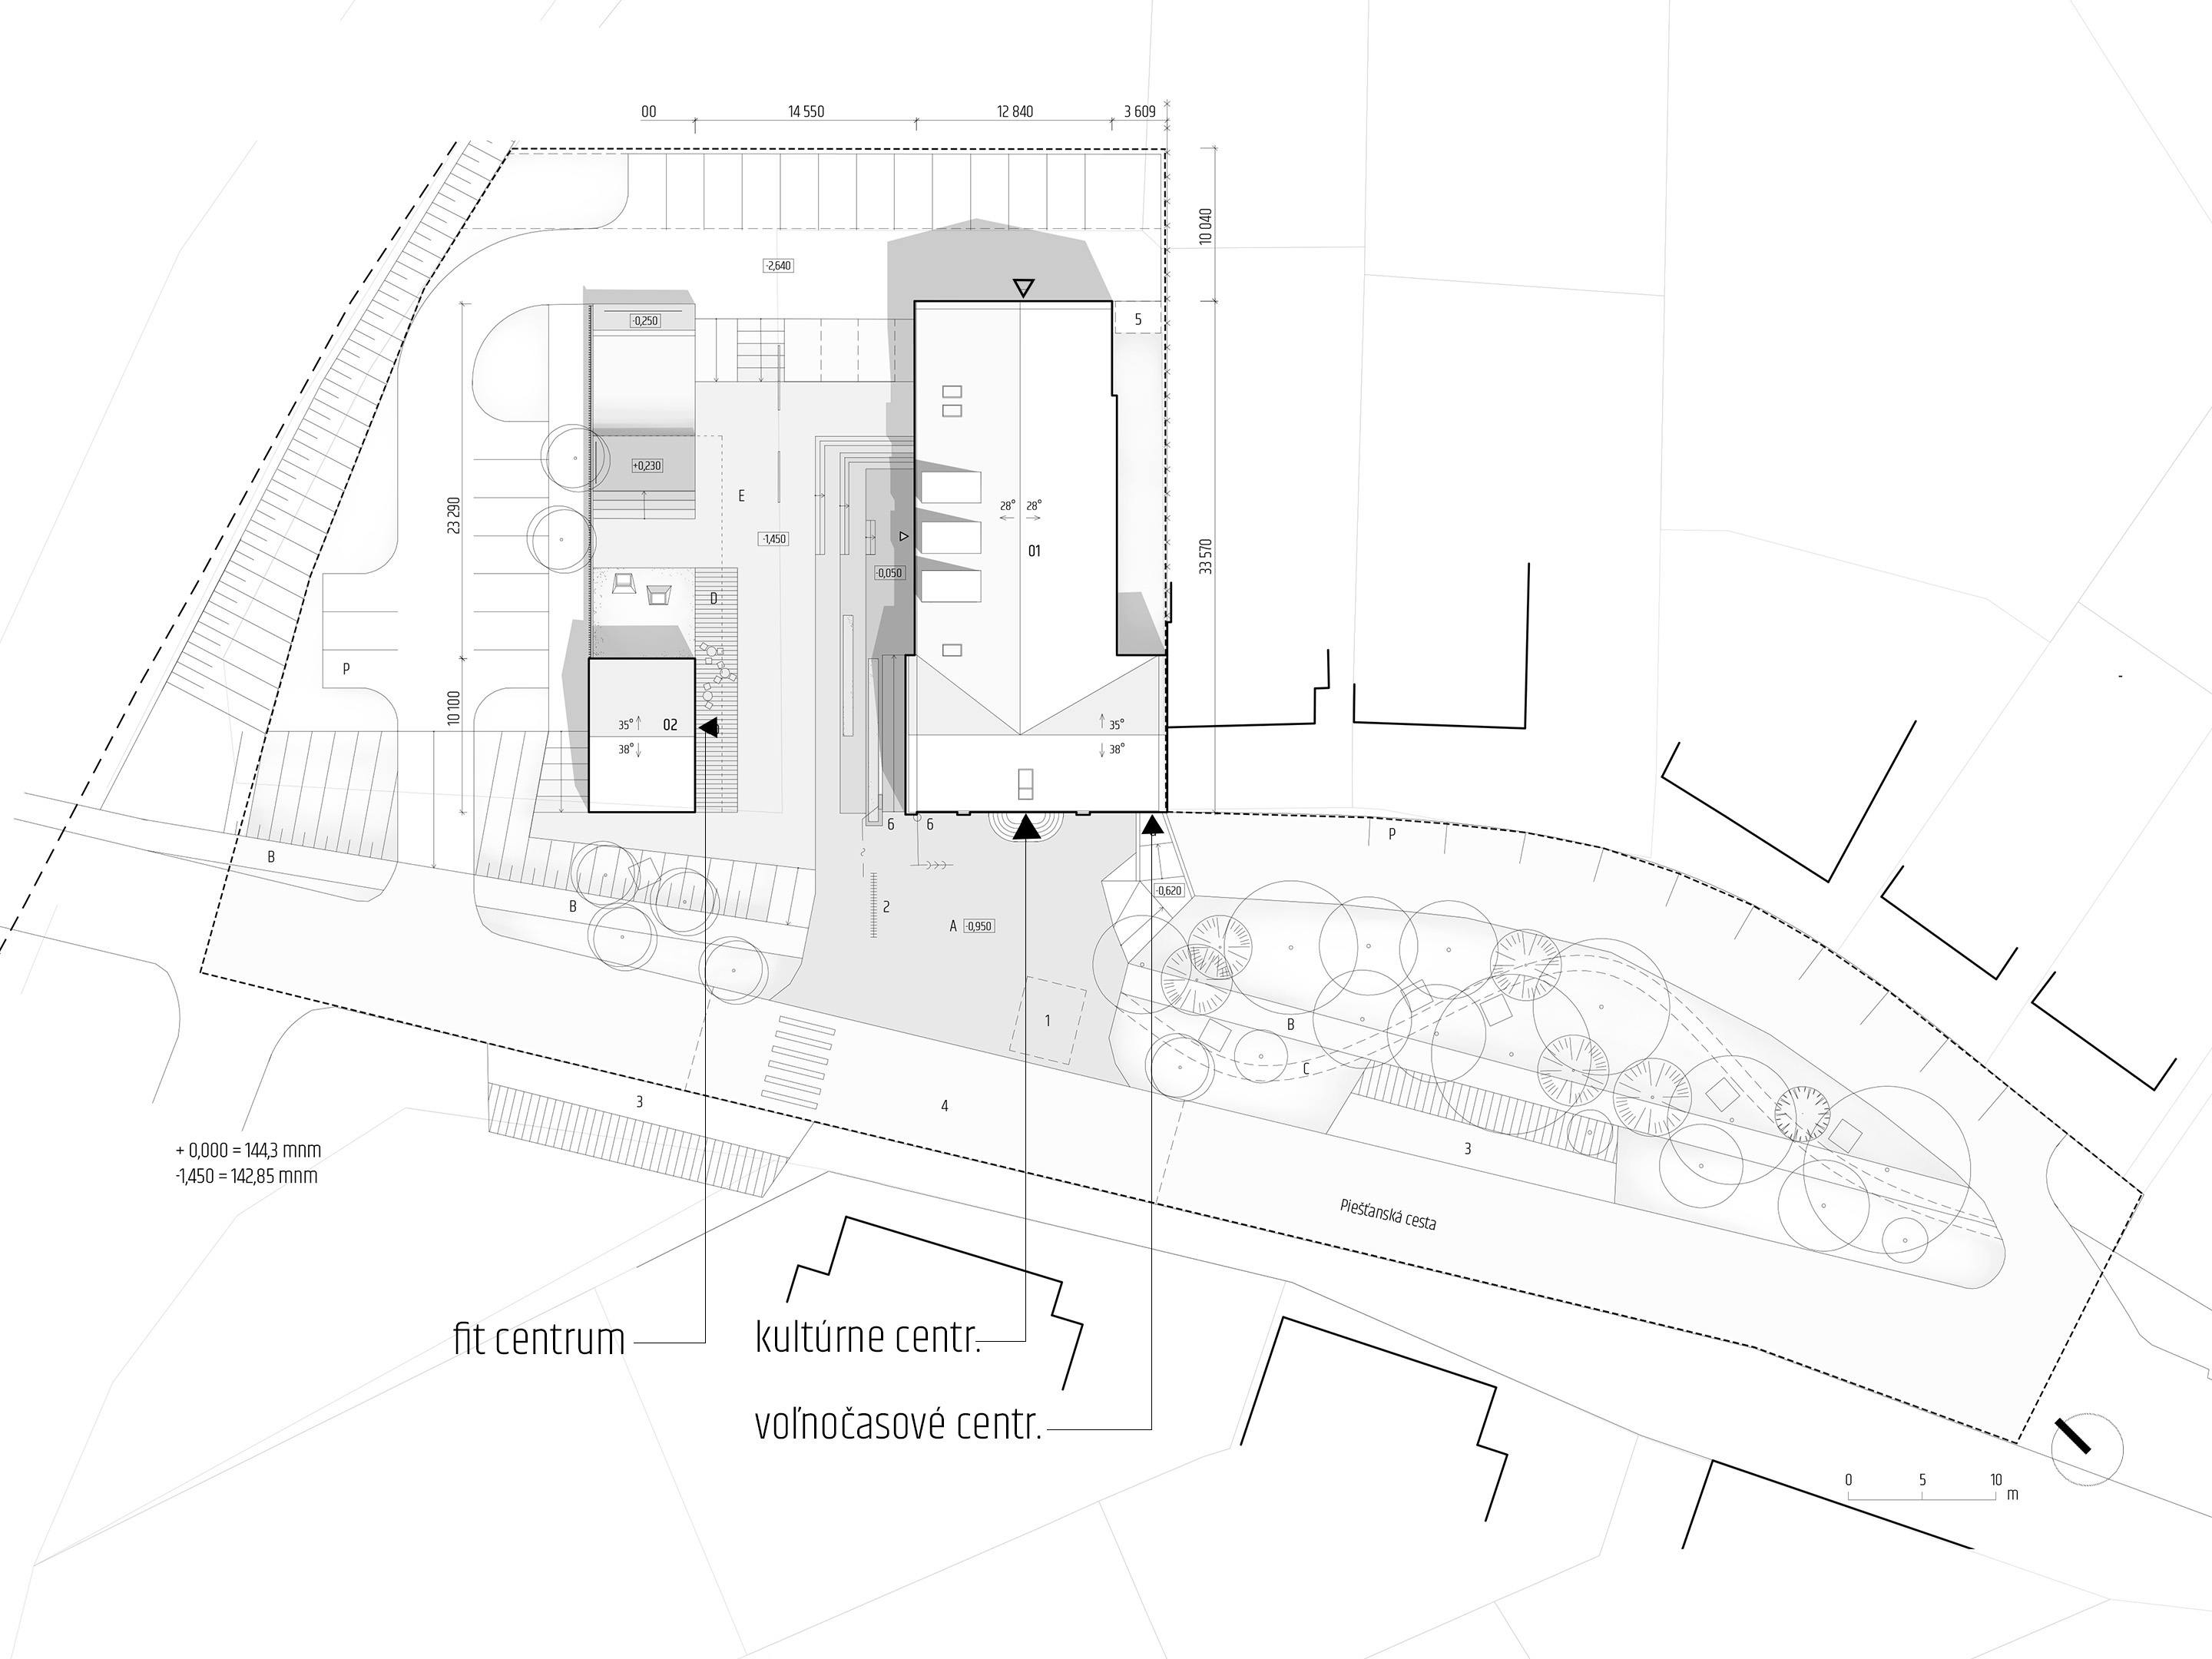 00 14 550 12 840 3 609
10 040
-2,640
-0,250
5
+0,230
E
28° 28°
23 290
-1,450
01
33 570
-0,050
D
P
10 100
35° 02
35°
38°
38°
6 6
P
B
-0,620
B
2
A -0,950
1
B
C
3
4
3
+ 0,000 = 144,3 mnm
-1,450 = 142,85 mnm
Piešťanská cesta
fit centrum
kultúrne centr.
voľnočasové centr.
0 5 10
m